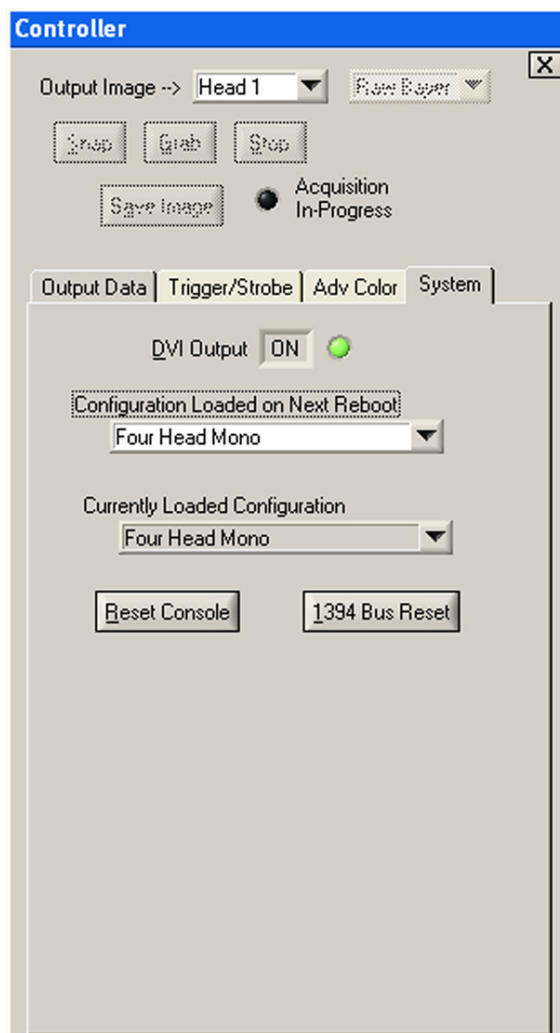 Controller
X
Output Image --> Head 1 Raw Bayer
Snap Grab Stop
Save Image Acquisition
In-Progress
Output Data Trigger/Strobe Adv Color System
DVI Output ON
Configuration Loaded on Next Reboot
Four Head Mono
Currently Loaded Configuration
Four Head Mono
Reset Console 1394 Bus Reset